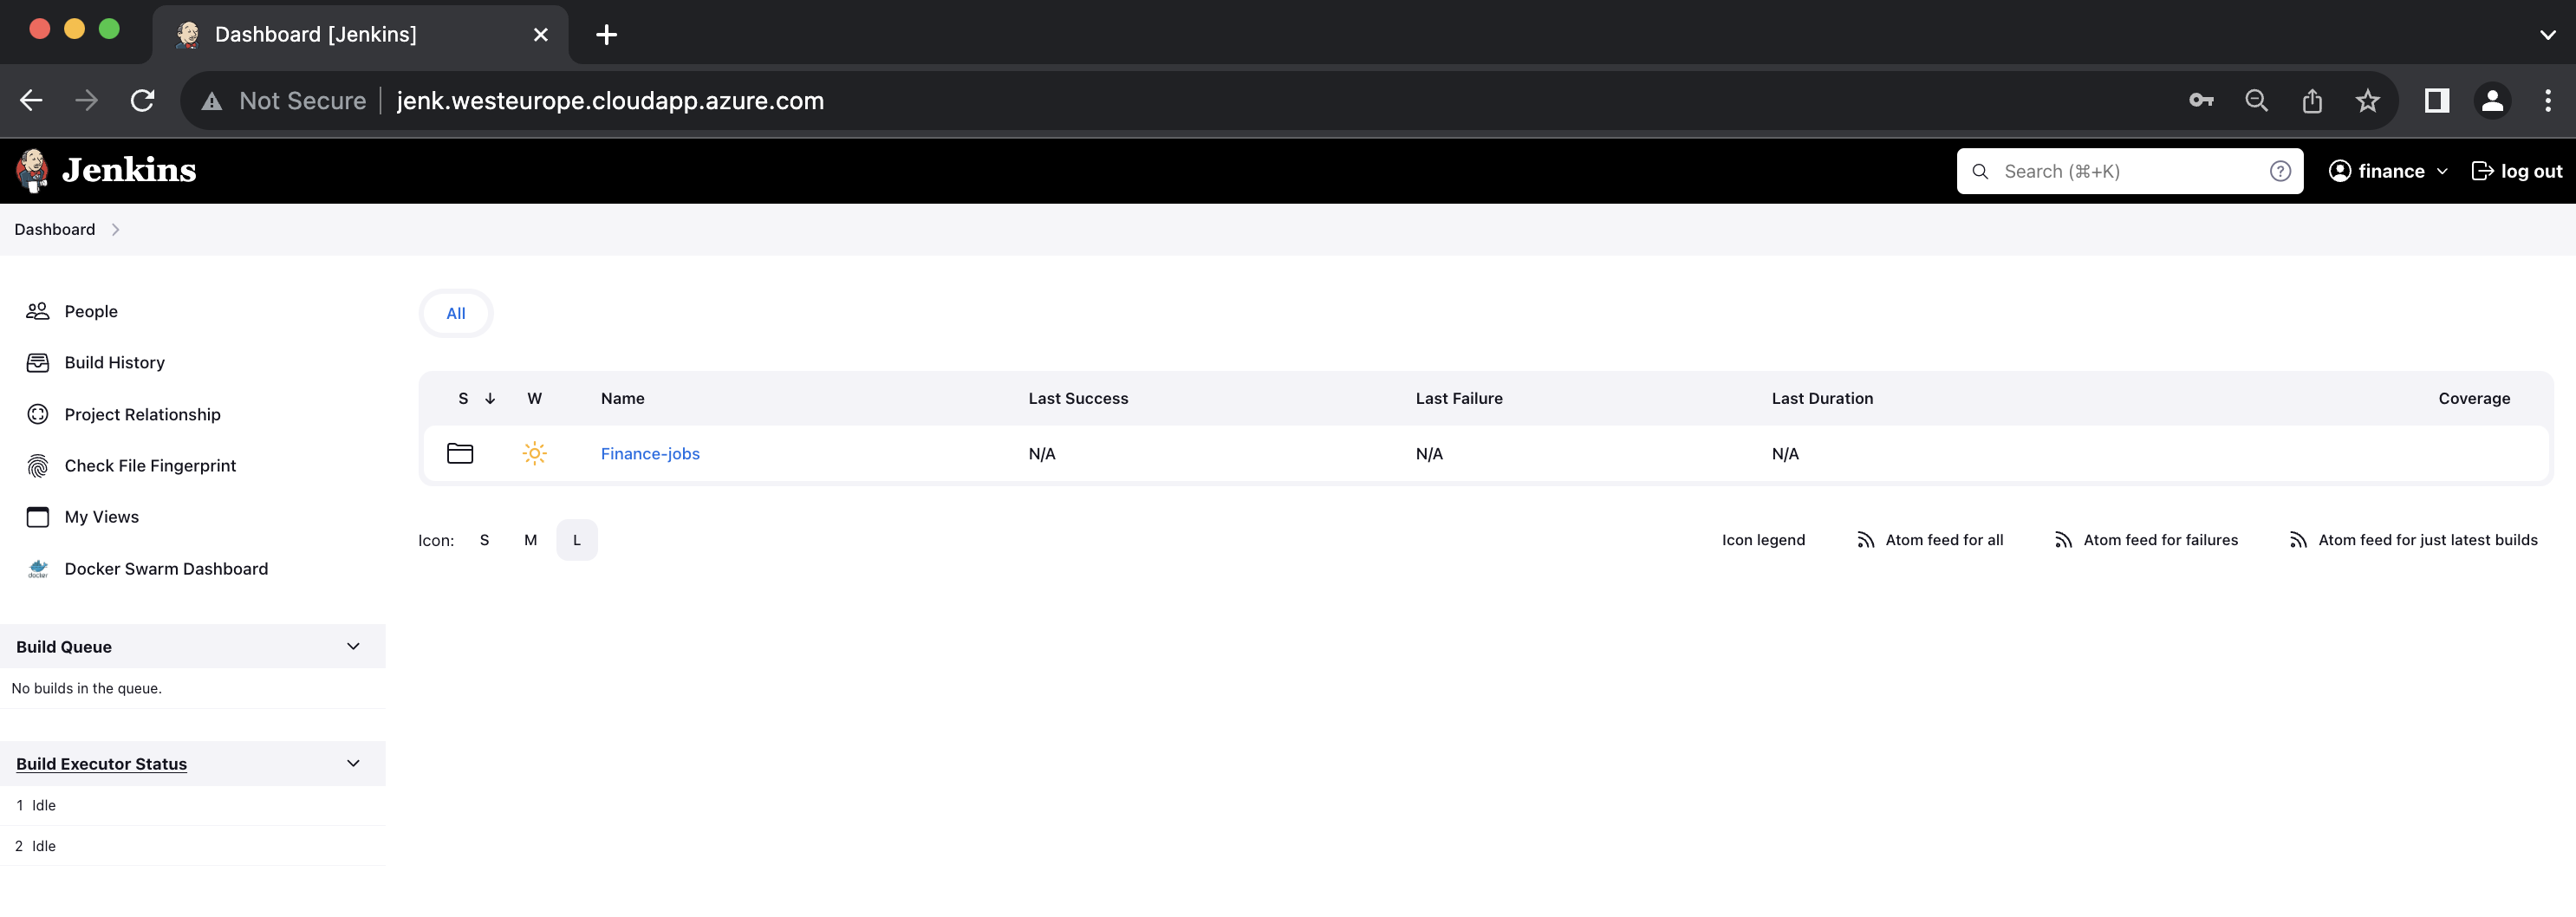 Dashboard [Jenkins]
Not Secure jenk.westeurope.cloudapp.azure.com
Jenkins
Search (⌘+K)
?
finance
log out
Dashboard
People
Build History
Project Relationship
Check File Fingerprint
My Views
docker
Docker Swarm Dashboard
Build Queue
No builds in the queue.
Build Executor Status
1 Idle
2 Idle
All
S ↓ W Name Last Success Last Failure Last Duration Coverage
Finance-jobs N/A N/A N/A
Icon: S M L
Icon legend Atom feed for all Atom feed for failures Atom feed for just latest builds